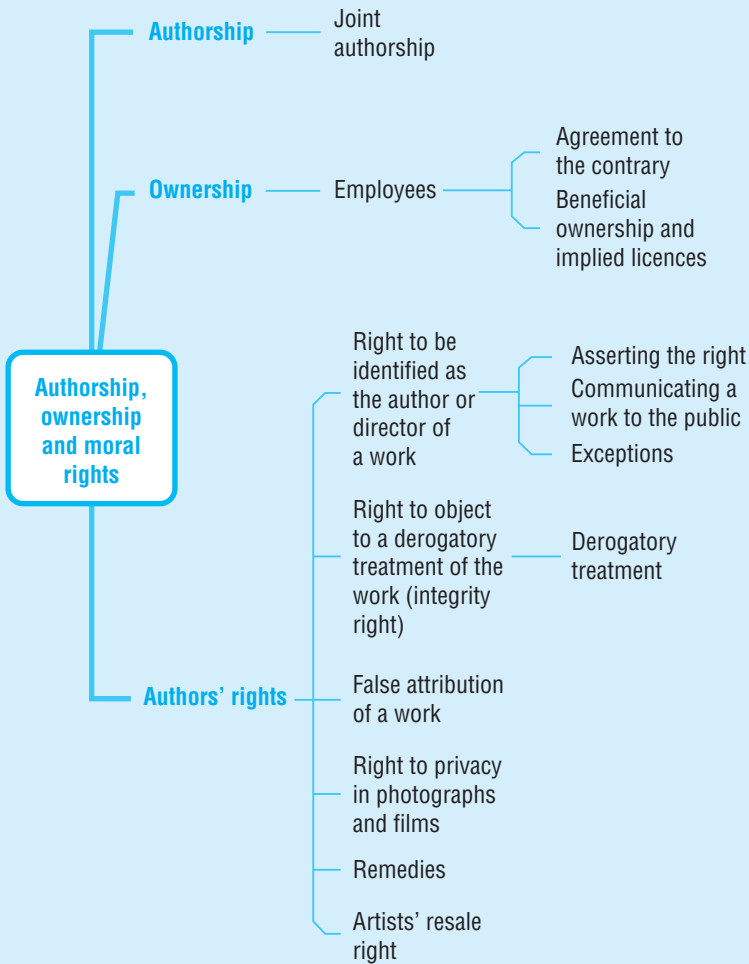 Authorship
Joint
authorship
Ownership
Employees
Agreement to
the contrary
Beneficial
ownership and
implied licences
Authorship,
ownership
and moral
rights
Right to be
identified as
the author or
director of
a work
Asserting the right
Communicating a
work to the public
Exceptions
Right to object
to a derogatory
treatment of the
work (integrity
right)
Derogatory
treatment
Authors’ rights
False attribution
of a work
Right to privacy
in photographs
and films
Remedies
Artists’ resale
right